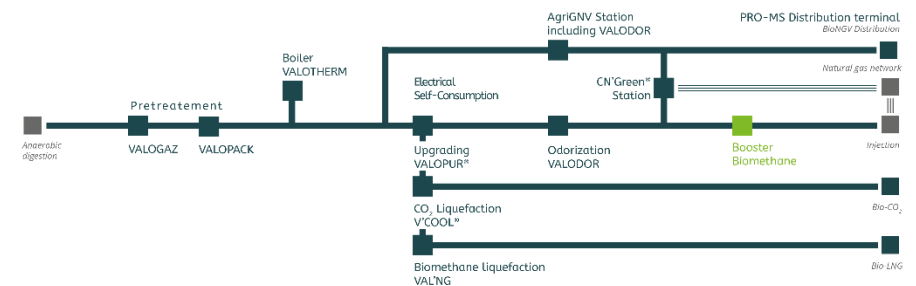 AgriGNV Station
including VALODOR
PRO-MS Distribution terminal
BioNGV Distribution
Boiler
VALOTHERM
Electrical
Self-Consumption
CN'Green®
Station
Natural gas network
Pretreatement
Anaerobic
digestion
VALOGAZ
VALOPACK
Upgrading
VALOPUR®
Odorization
VALODOR
Booster
Biomethane
Injection
CO₂ Liquefaction
V'COOL®
Bio-CO₂
Biomethane liquefaction
VAL'NG
Bio-LNG